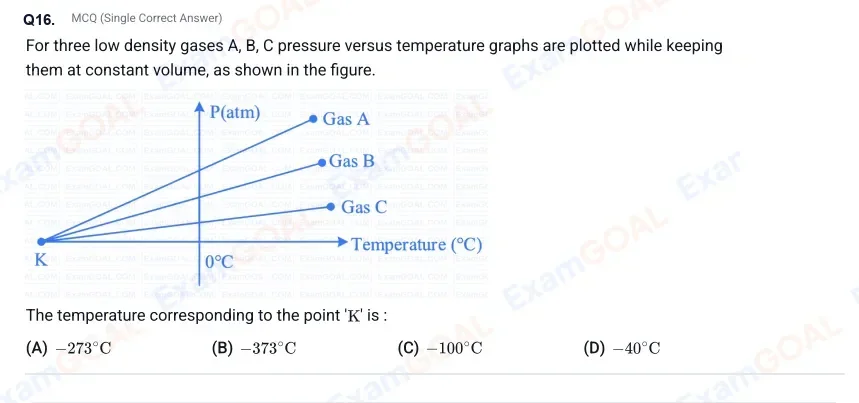 Q16. MCQ (Single Correct Answer)
For three low density gases A, B, C pressure versus temperature graphs are plotted while keeping
them at constant volume, as shown in the figure.
P(atm)
Gas A
Gas B
Gas C
Temperature (°C)
K
0°C
The temperature corresponding to the point 'K' is :
(A) −273°C (B) −373°C (C) −100°C (D) −40°C
ExamGOAL